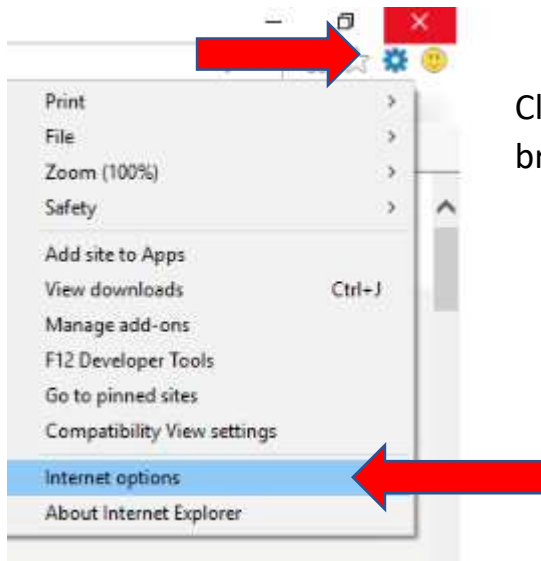 Print
File
Zoom (100%)
Safety
Add site to Apps
View downloads Ctrl+J
Manage add-ons
F12 Developer Tools
Go to pinned sites
Compatibility View settings
Internet options
About Internet Explorer